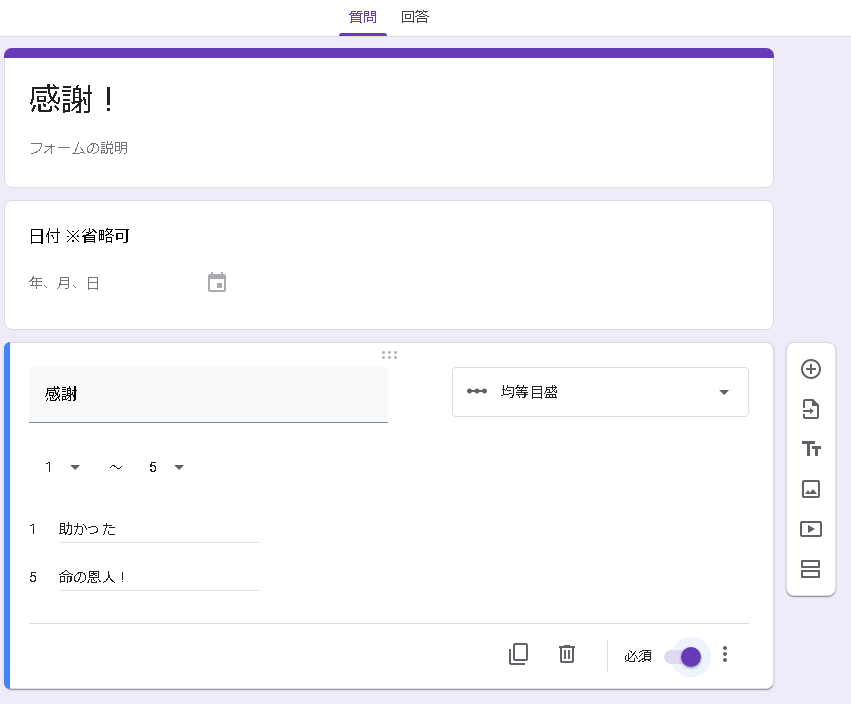 質問 回答
感謝！
フォームの説明
日付 ※省略可
年、月、日
感謝
均等目盛
1 ～ 5
1 助かった
5 命の恩人！
必須